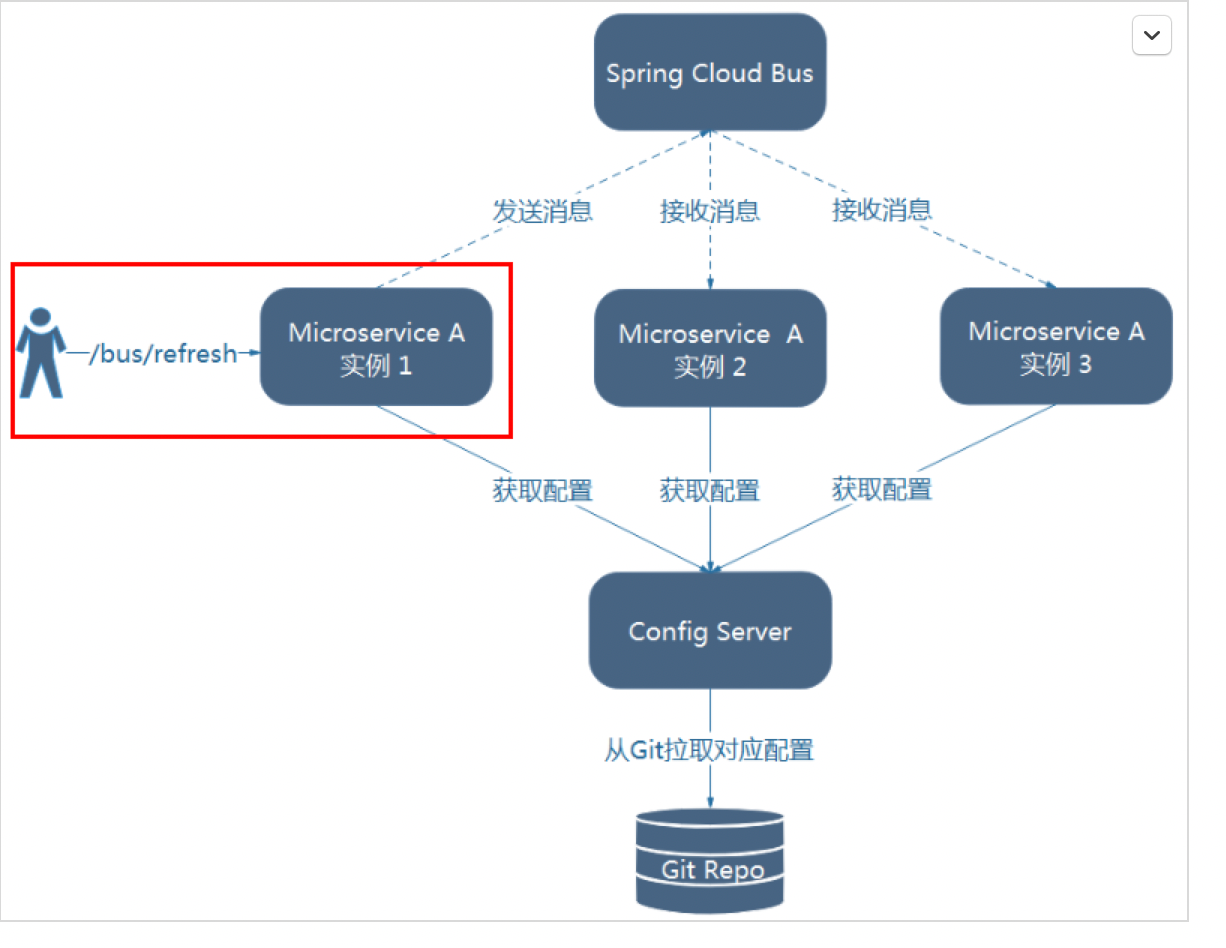 Spring Cloud Bus
发送消息
接收消息
接收消息
/bus/refresh
Microservice A
实例 1
Microservice A
实例 2
Microservice A
实例 3
获取配置
获取配置
获取配置
Config Server
从Git拉取对应配置
Git Repo